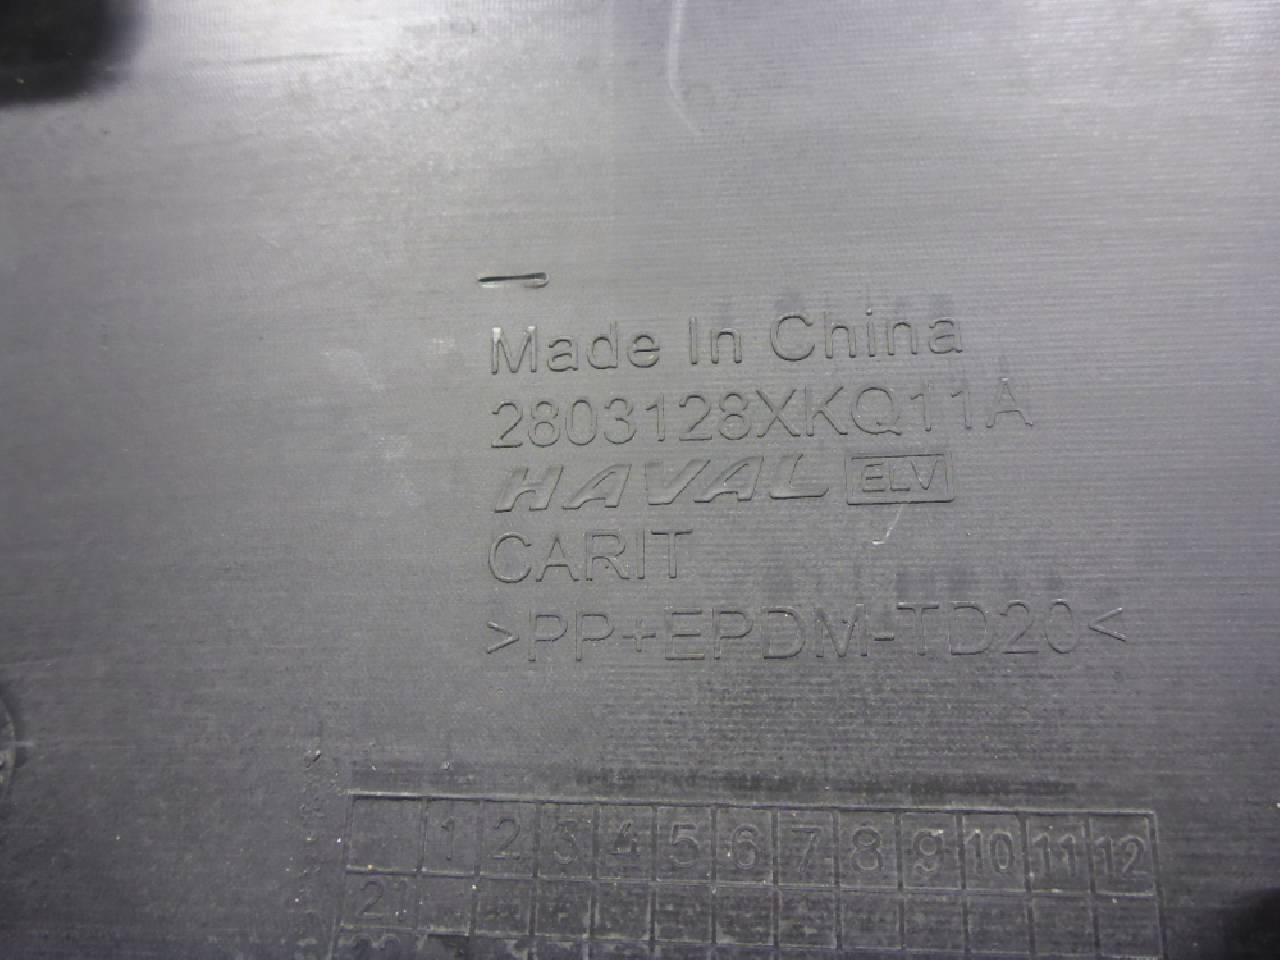 Made In China
2803128XKQ11A
HAVAL ELV
CARIT
>PP+EPDM-TD20<
1 2 3 4 5 6 7 8 9 10 11 12
21